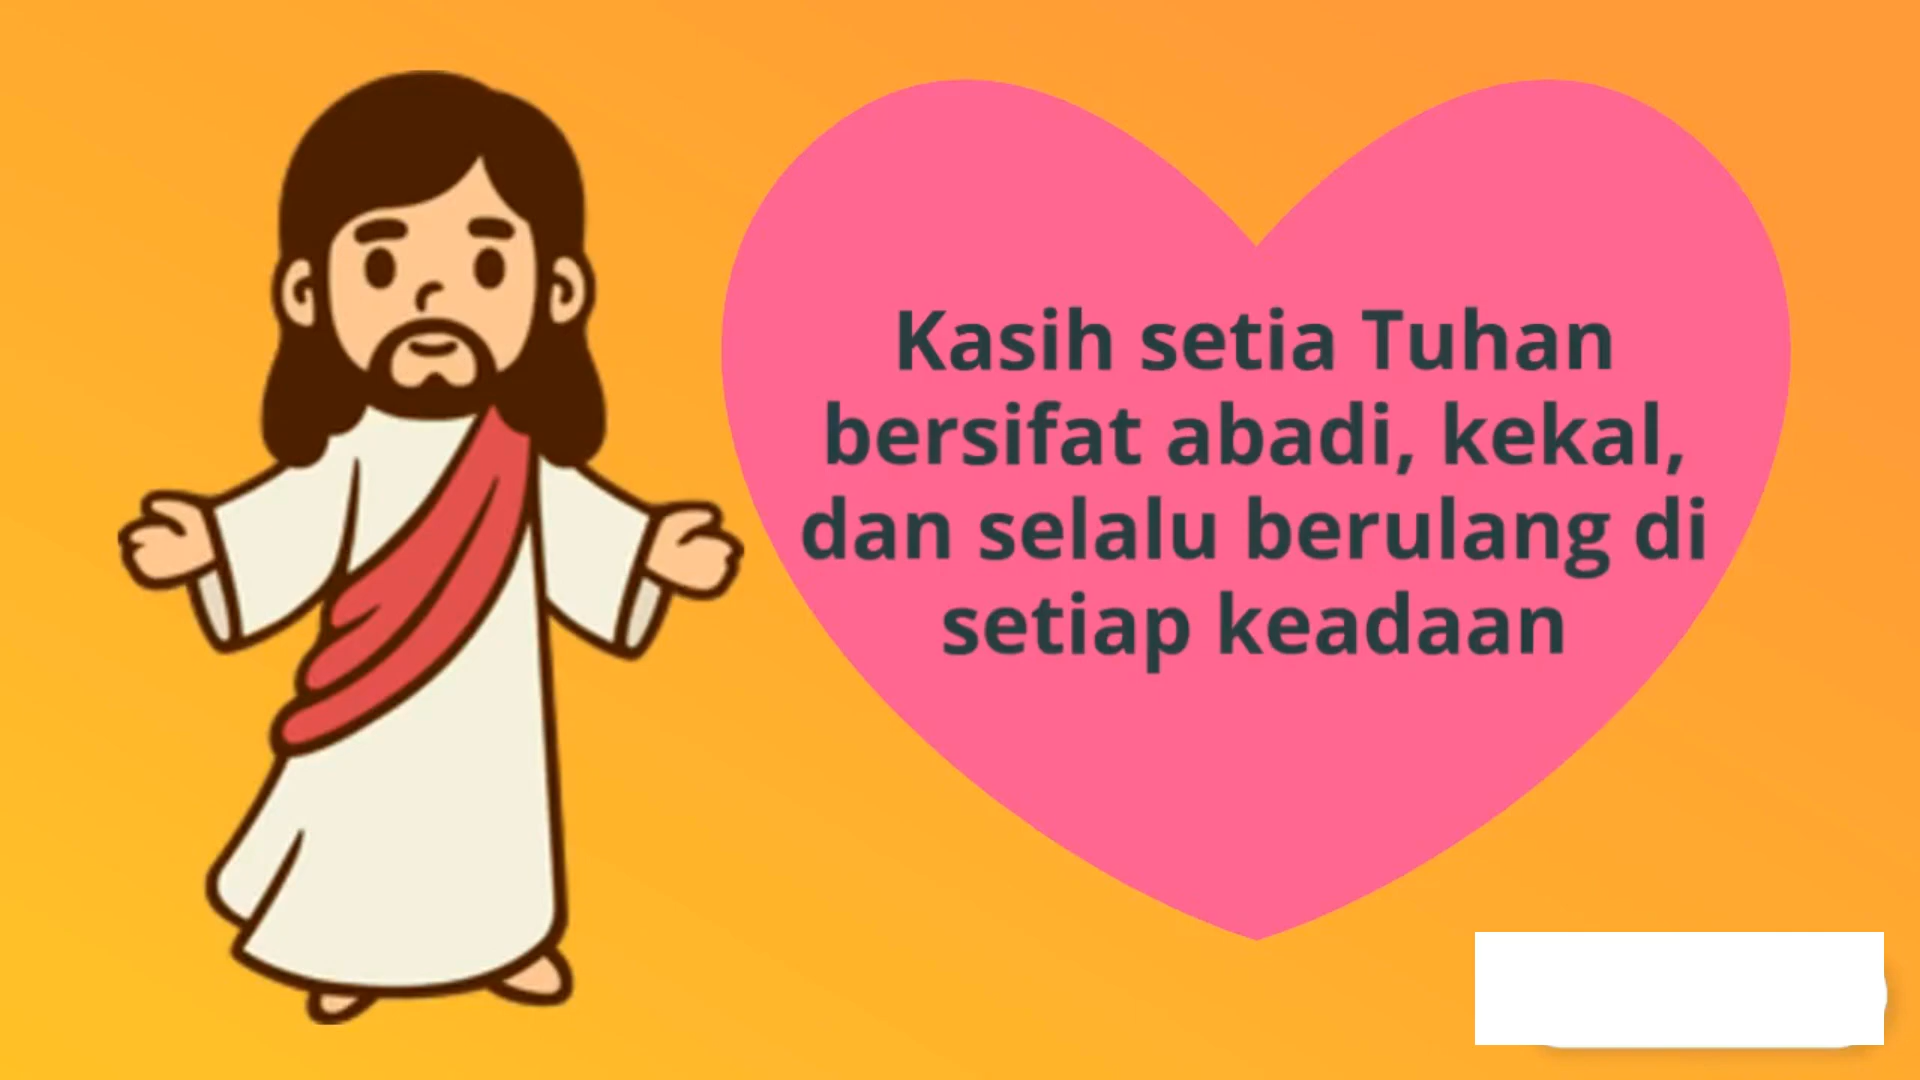 Kasih setia Tuhan
bersifat abadi, kekal,
dan selalu berulang di
setiap keadaan